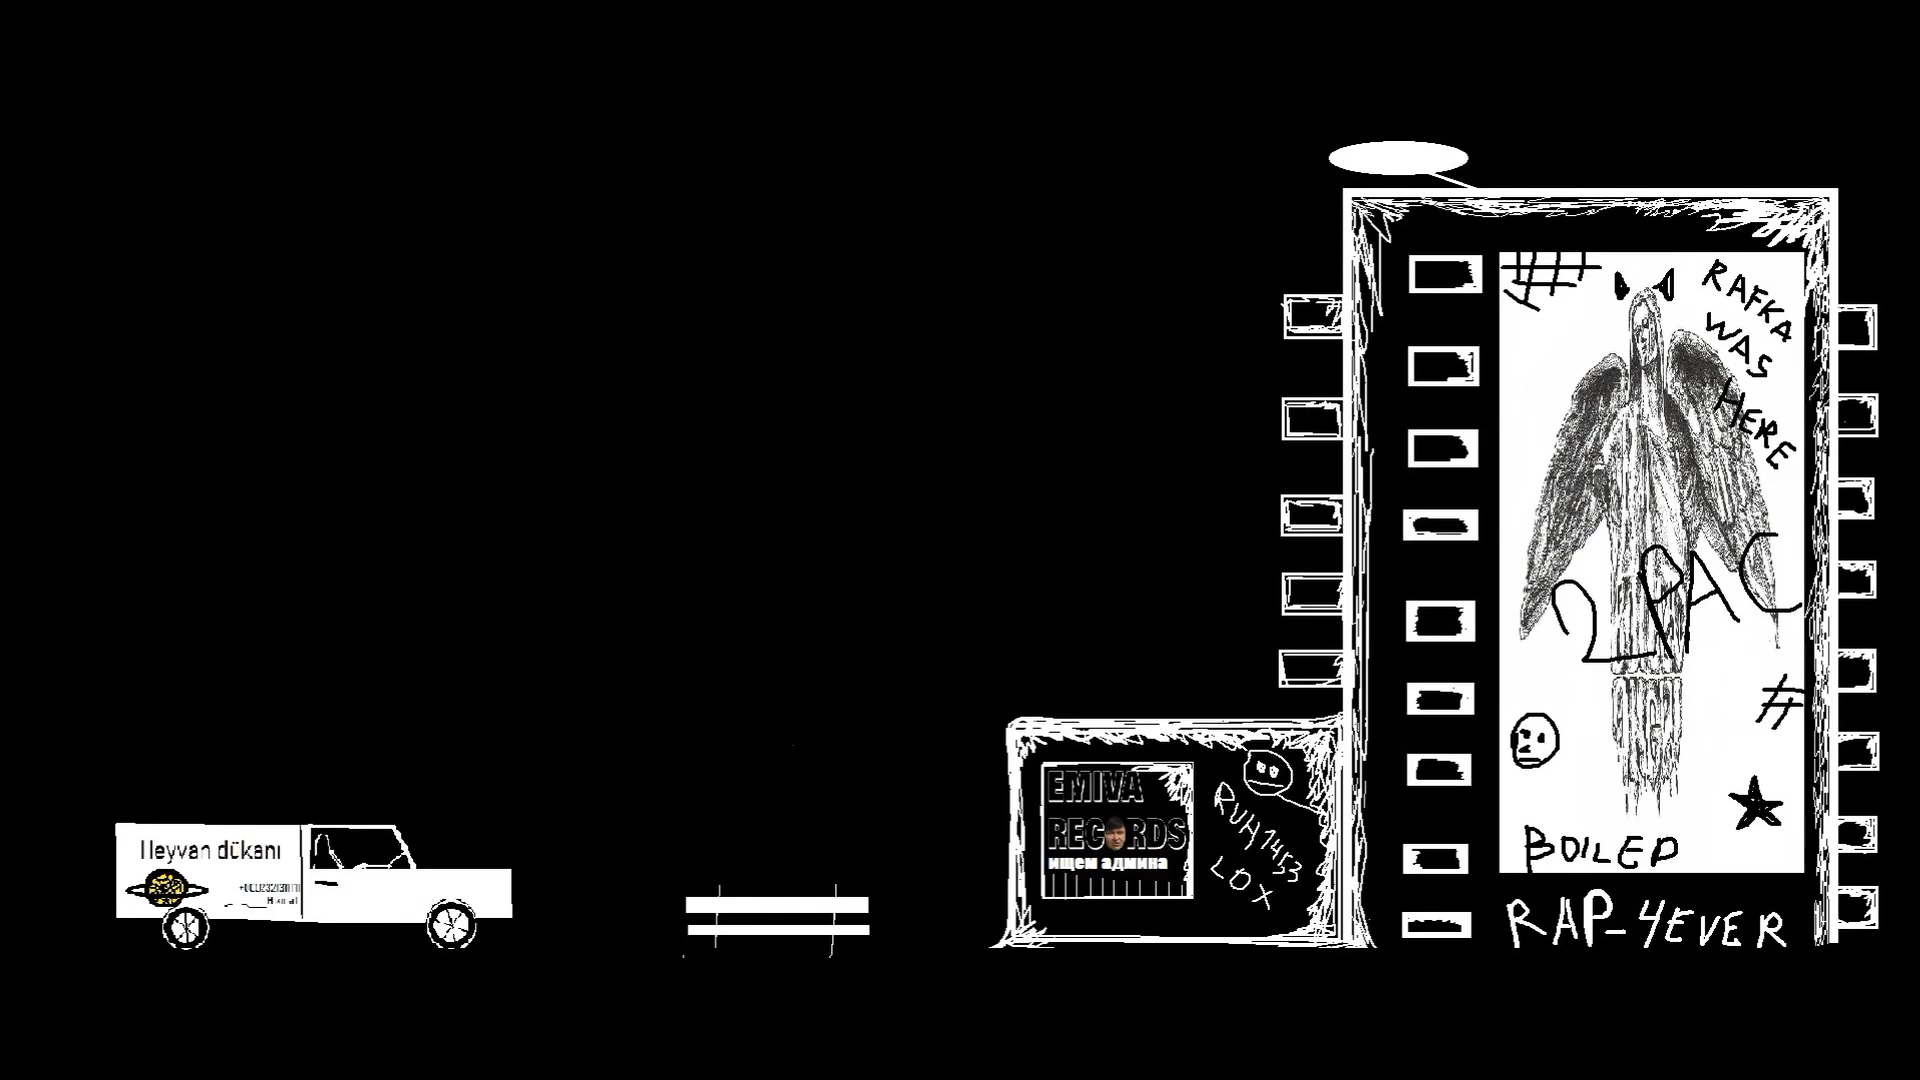 Heyvan dükanı
EMIVA
RECORDS
ищем админа
RUH1453
LOX
RAFKA
WAS
HERE
2PAC
#
BOILED
RAP-4EVER